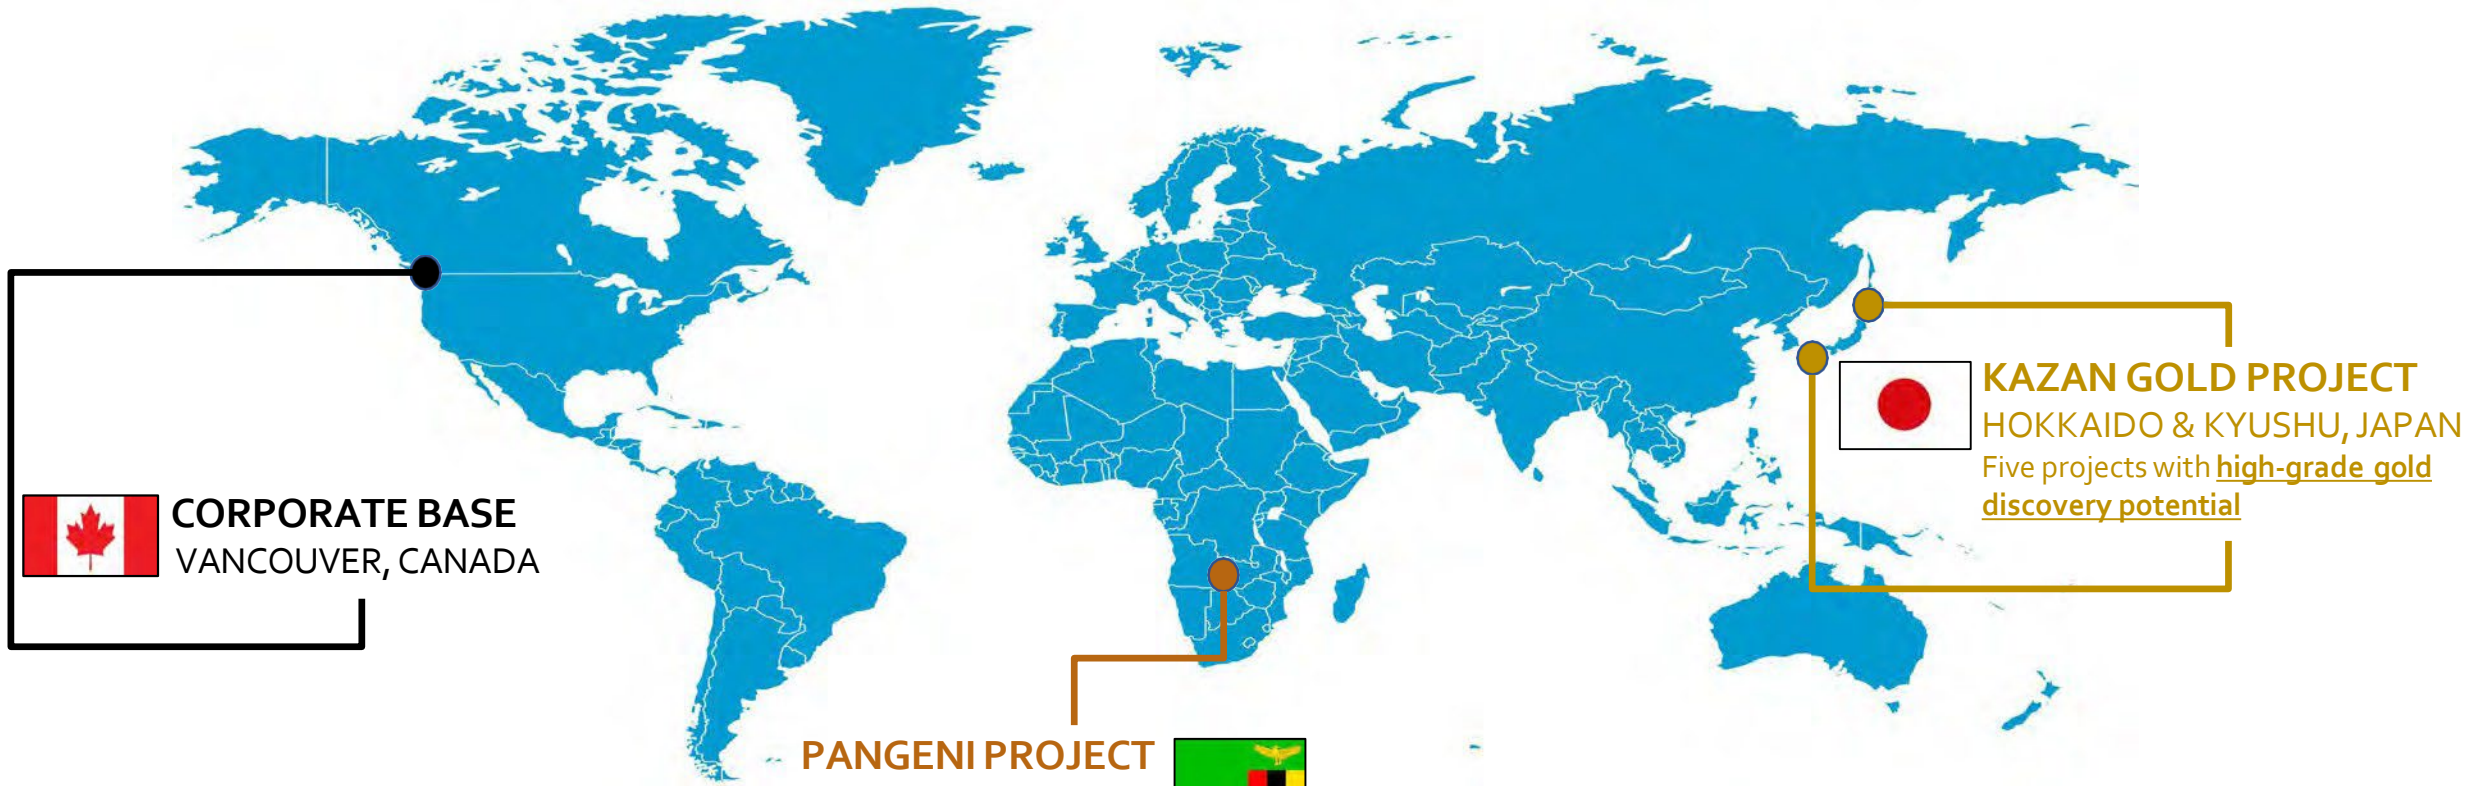 CORPORATE BASE
VANCOUVER, CANADA
KAZAN GOLD PROJECT
HOKKAIDO & KYUSHU, JAPAN
Five projects with high-grade gold
discovery potential
PANGENI PROJECT